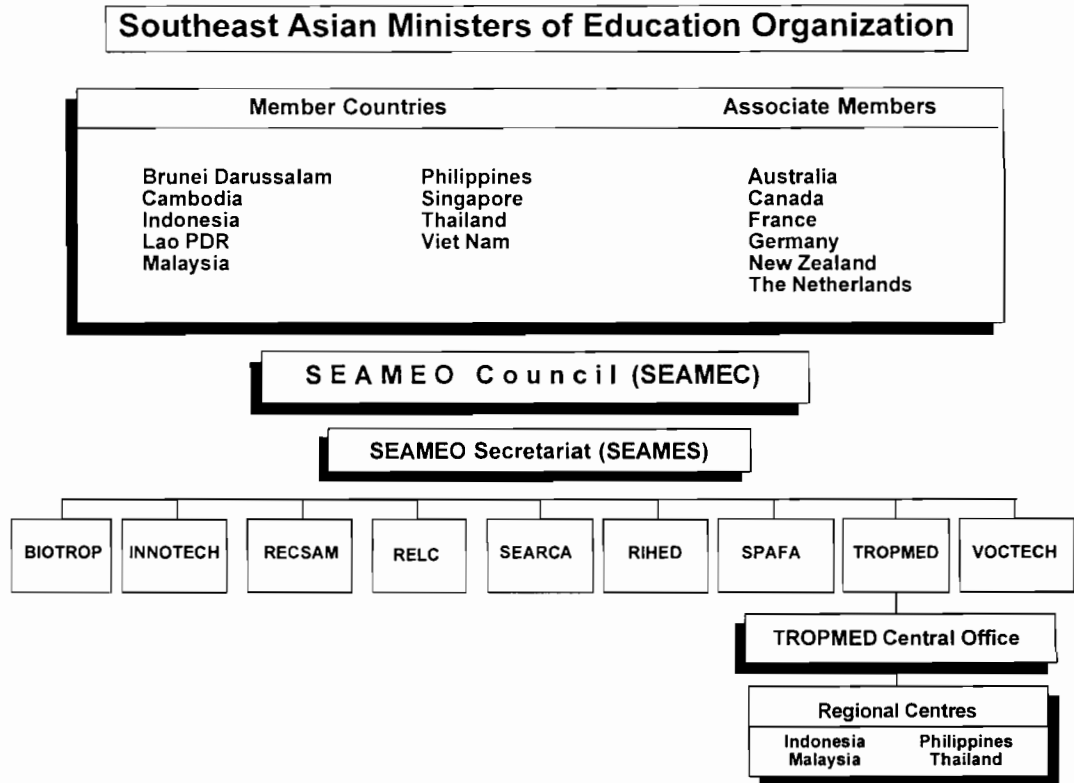 Southeast Asian Ministers of Education Organization
Member Countries
Associate Members
Brunei Darussalam
Cambodia
Indonesia
Lao PDR
Malaysia
Philippines
Singapore
Thailand
Viet Nam
Australia
Canada
France
Germany
New Zealand
The Netherlands
SEAMEO Council (SEAMEC)
SEAMEO Secretariat (SEAMES)
BIOTROP
INNOTECH
RECSAM
RELC
SEARCA
RIHED
SPAFA
TROPMED
VOCTECH
TROPMED Central Office
Regional Centres
Indonesia
Malaysia
Philippines
Thailand